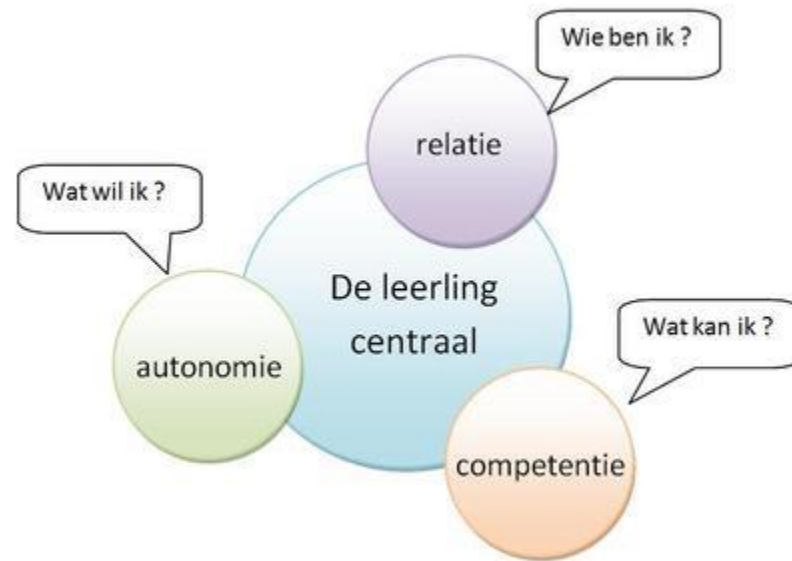 Wie ben ik ?
relatie
Wat wil ik ?
De leerling
centraal
Wat kan ik ?
autonomie
competentie